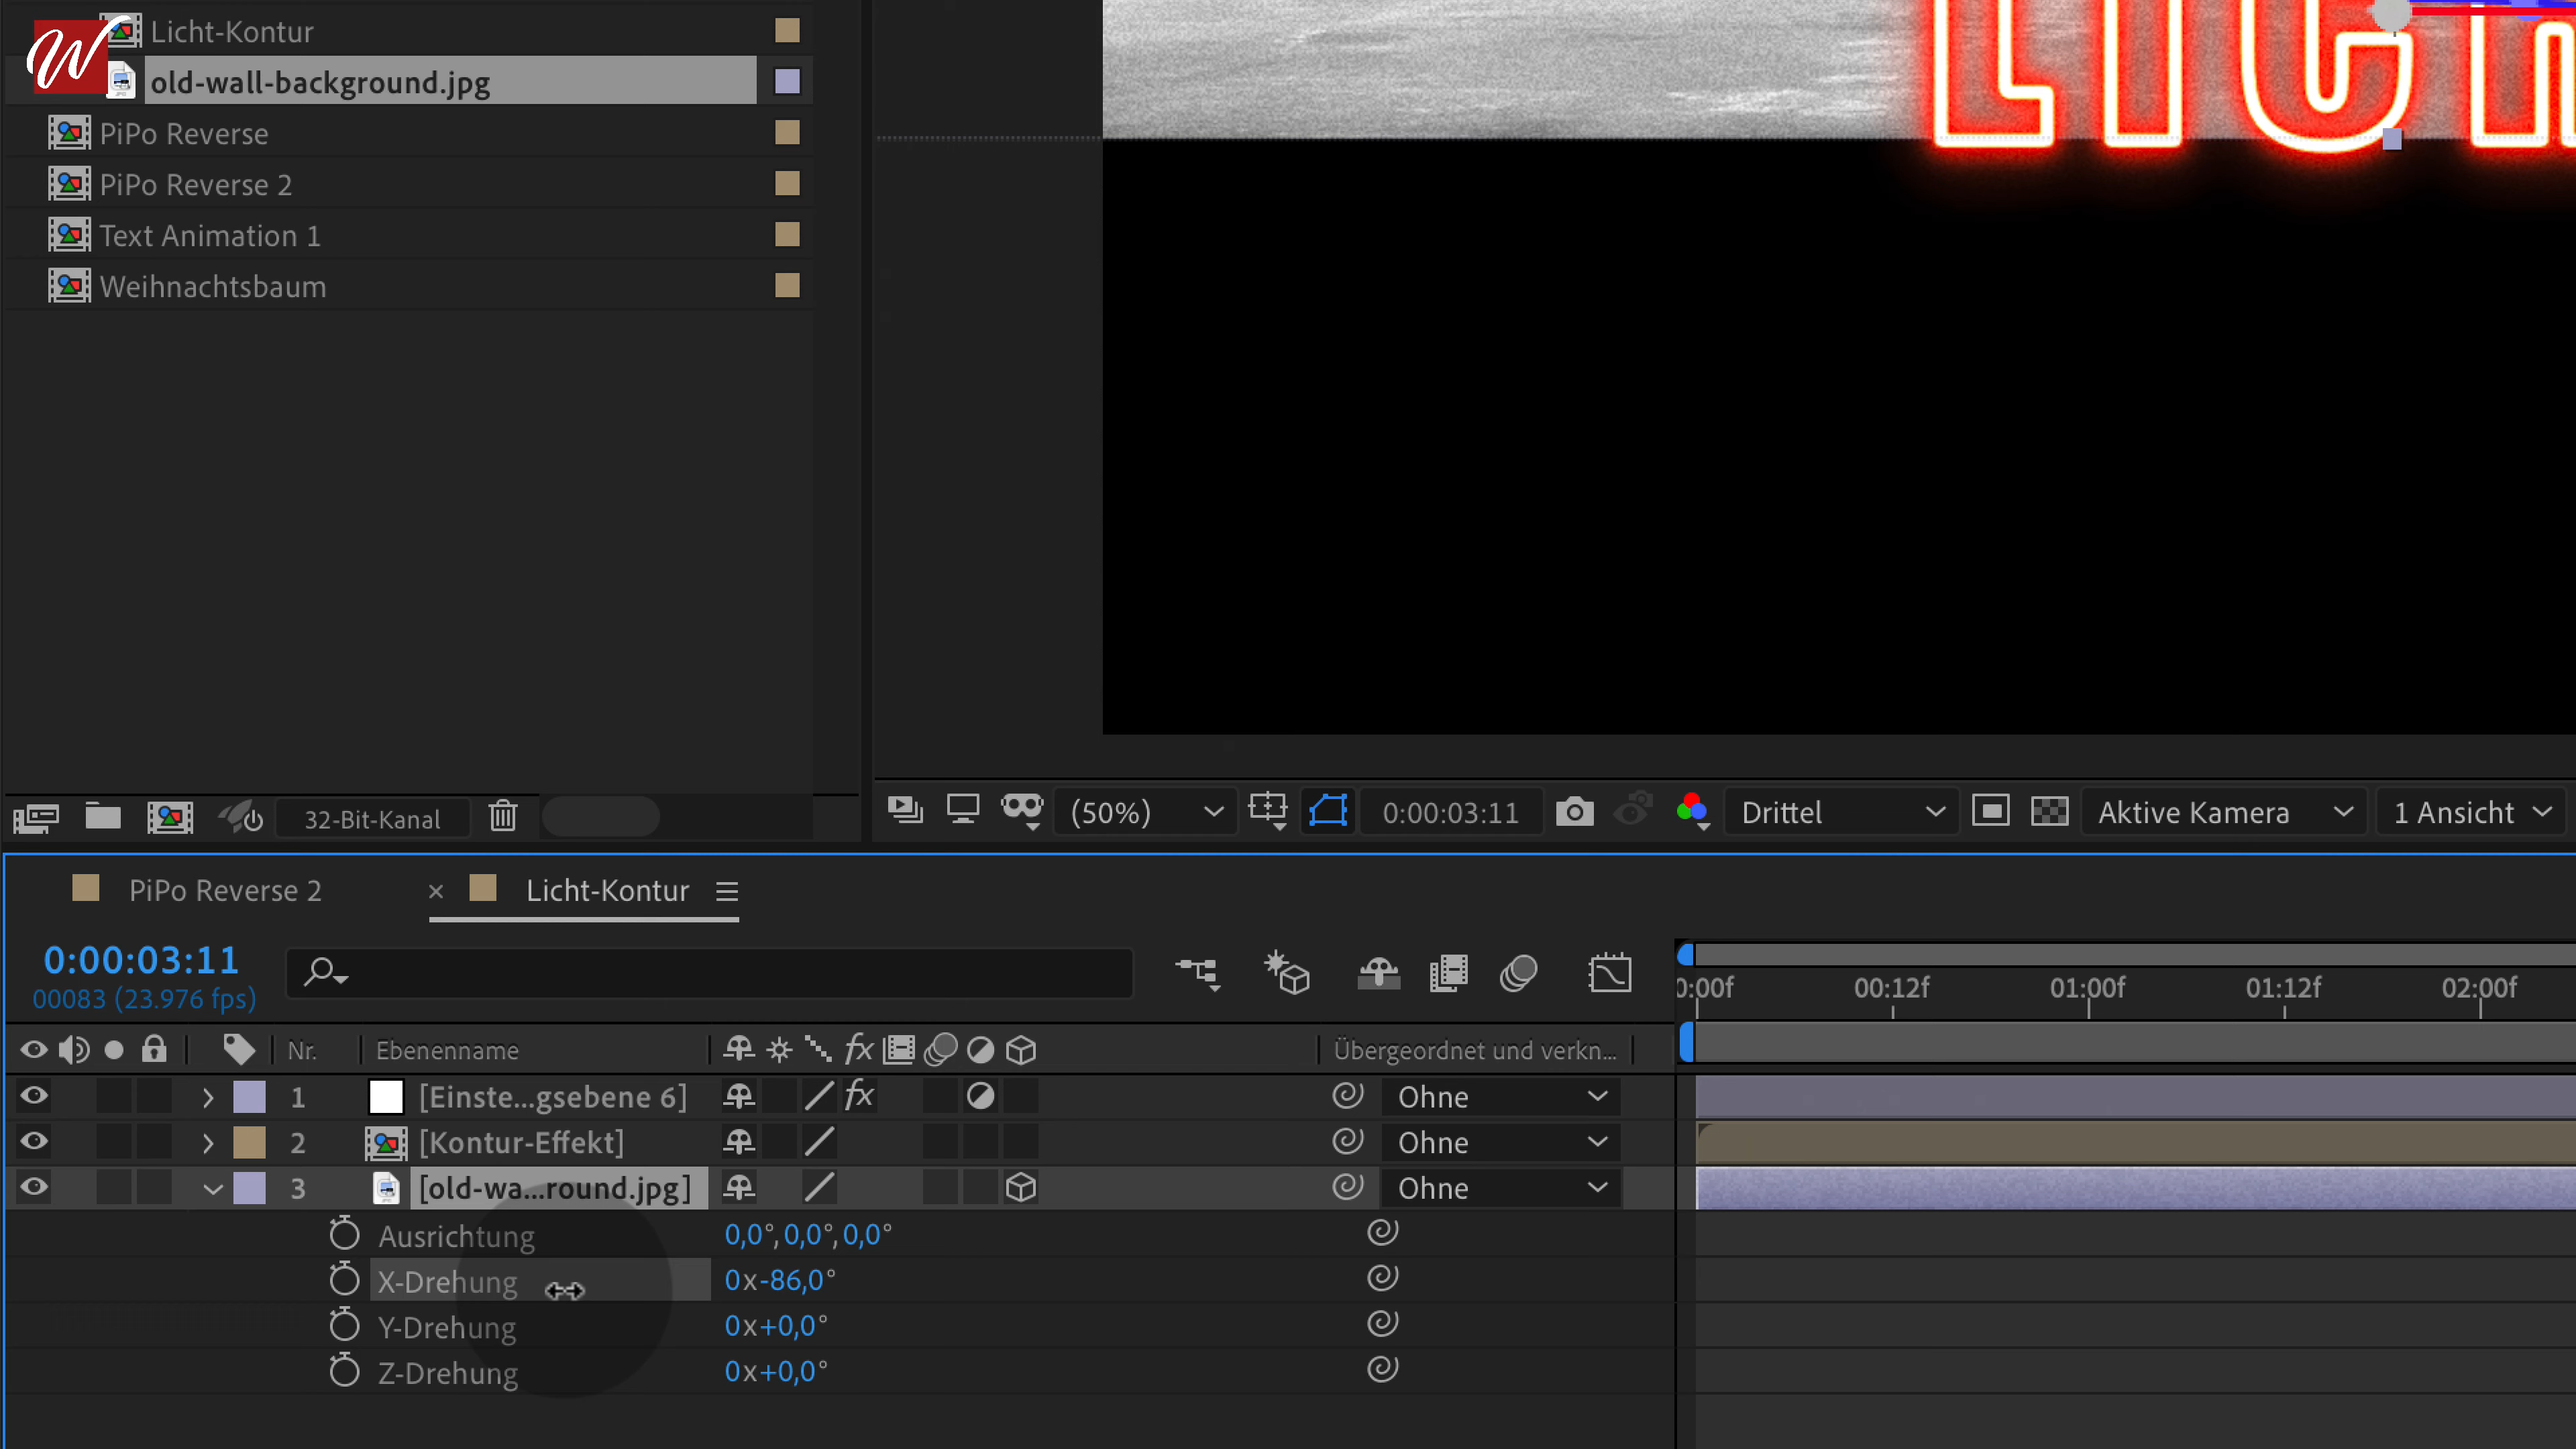 W
Licht-Kontur
old-wall-background.jpg
PiPo Reverse
PiPo Reverse 2
Text Animation 1
Weihnachtsbaum
LICH
32-Bit-Kanal
(50%)
0:00:03:11
Drittel
Aktive Kamera
1 Ansicht
PiPo Reverse 2
× Licht-Kontur
0:00:03:11
00083 (23.976 fps)
0:00f 00:12f 01:00f 01:12f 02:00f
Nr. Ebenenname fx Übergeordnet und verkn...
1 [Einste...gsebene 6] fx Ohne
2 [Kontur-Effekt] Ohne
3 [old-wa...round.jpg] Ohne
Ausrichtung 0,0°, 0,0°, 0,0°
X-Drehung 0x-86,0°
Y-Drehung 0x+0,0°
Z-Drehung 0x+0,0°